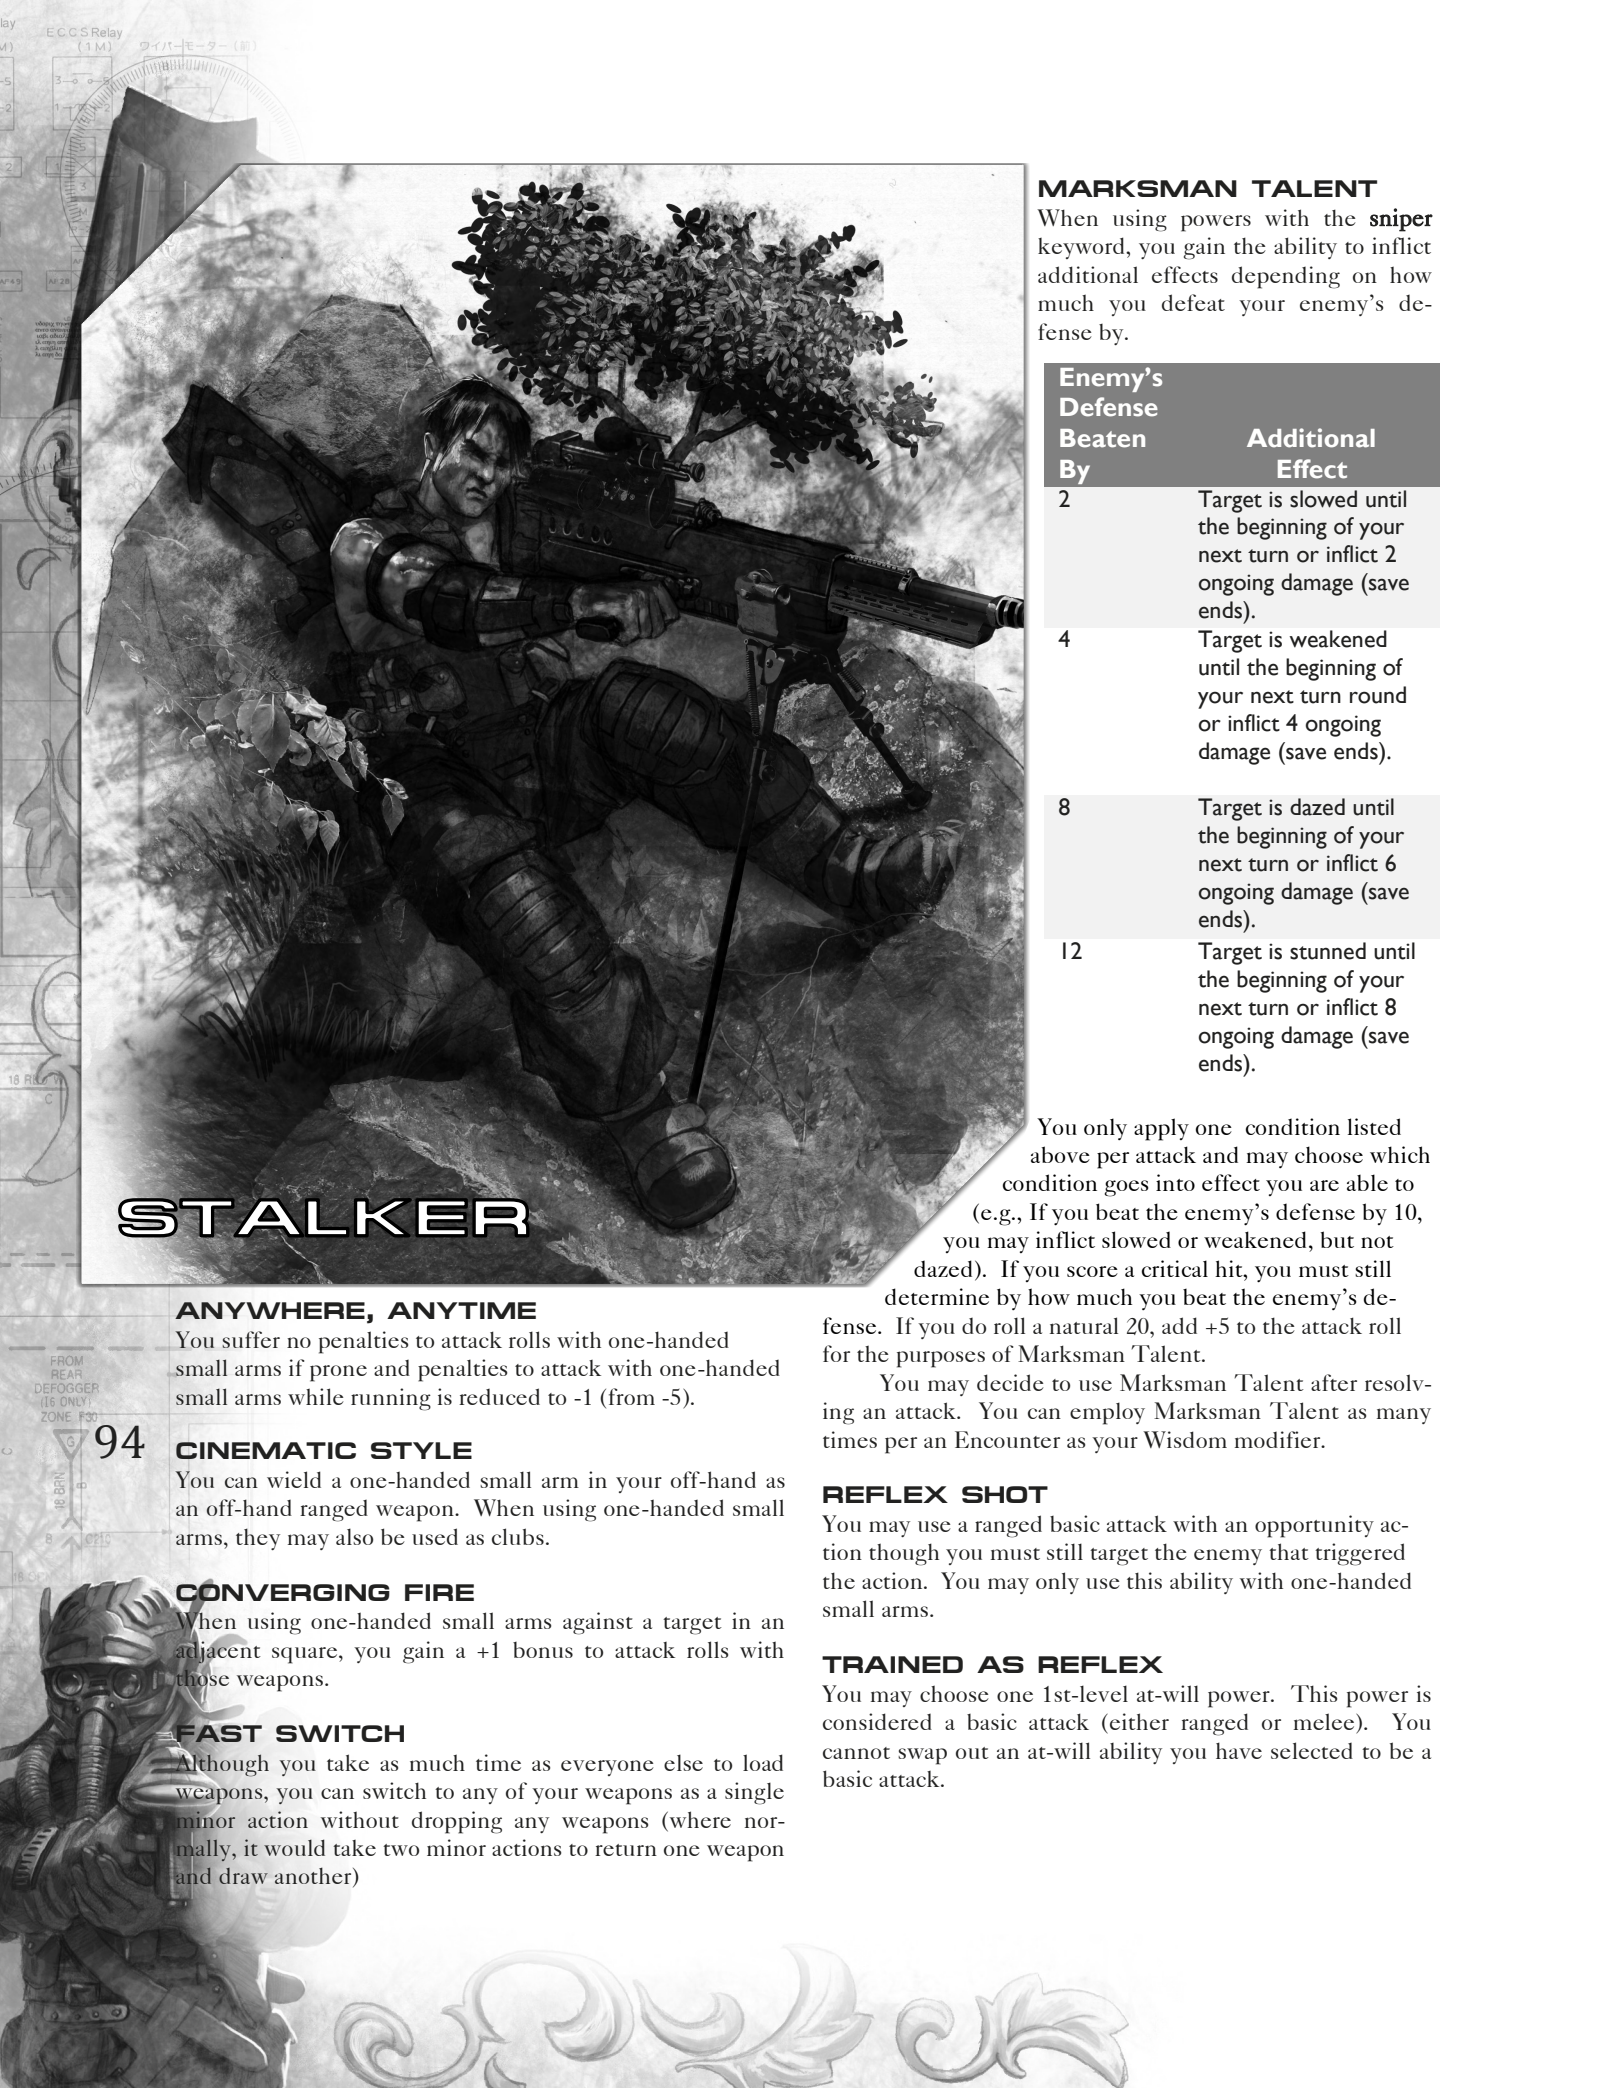 ECCS Relay
(1M)
ワイパーモーター (前)
STALKER
MARKSMAN TALENT
When using powers with the sniper
keyword, you gain the ability to inflict
additional effects depending on how
much you defeat your enemy's de-
fense by.
Enemy's
Defense
Beaten Additional
By Effect
2 Target is slowed until
the beginning of your
next turn or inflict 2
ongoing damage (save
ends).
4 Target is weakened
until the beginning of
your next turn round
or inflict 4 ongoing
damage (save ends).
8 Target is dazed until
the beginning of your
next turn or inflict 6
ongoing damage (save
ends).
12 Target is stunned until
the beginning of your
next turn or inflict 8
ongoing damage (save
ends).
You only apply one condition listed
above per attack and may choose which
condition goes into effect you are able to
(e.g., If you beat the enemy's defense by 10,
you may inflict slowed or weakened, but not
dazed). If you score a critical hit, you must still
determine by how much you beat the enemy's de-
fense. If you do roll a natural 20, add +5 to the attack roll
for the purposes of Marksman Talent.
You may decide to use Marksman Talent after resolv-
ing an attack. You can employ Marksman Talent as many
times per an Encounter as your Wisdom modifier.
REFLEX SHOT
You may use a ranged basic attack with an opportunity ac-
tion though you must still target the enemy that triggered
the action. You may only use this ability with one-handed
small arms.
TRAINED AS REFLEX
You may choose one 1st-level at-will power. This power is
considered a basic attack (either ranged or melee). You
cannot swap out an at-will ability you have selected to be a
basic attack.
ANYWHERE, ANYTIME
You suffer no penalties to attack rolls with one-handed
small arms if prone and penalties to attack with one-handed
small arms while running is reduced to -1 (from -5).
CINEMATIC STYLE
You can wield a one-handed small arm in your off-hand as
an off-hand ranged weapon. When using one-handed small
arms, they may also be used as clubs.
CONVERGING FIRE
When using one-handed small arms against a target in an
adjacent square, you gain a +1 bonus to attack rolls with
those weapons.
FAST SWITCH
Although you take as much time as everyone else to load
weapons, you can switch to any of your weapons as a single
minor action without dropping any weapons (where nor-
mally, it would take two minor actions to return one weapon
and draw another)
94
FROM
REAR
DEFOGGER
(16 ONLY)
ZONE F30
G
18 BRN
B